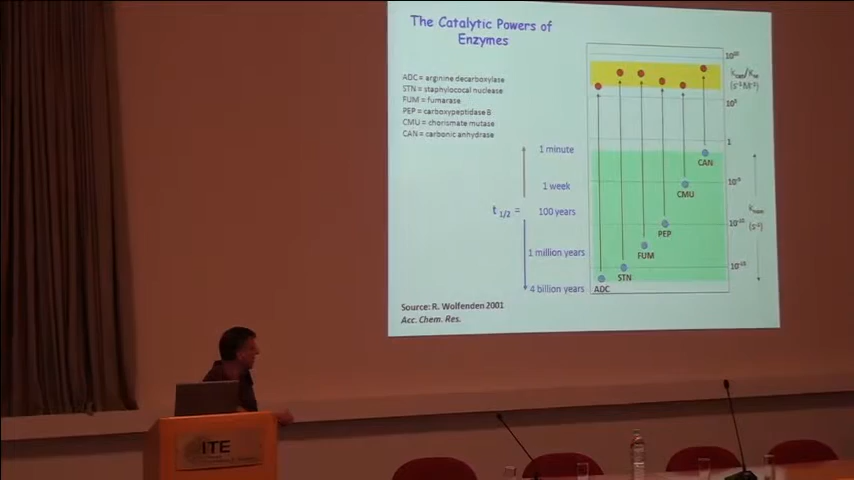 The Catalytic Powers of
Enzymes
ADC = arginine decarboxylase
STN = staphylococal nuclease
FUM = fumarase
PEP = carboxypeptidase B
CMU = chorismate mutase
CAN = carbonic anhydrase
t 1/2 =
1 minute
1 week
100 years
1 million years
4 billion years
CAN
CMU
PEP
FUM
STN
ADC
1
Source: R. Wolfenden 2001
Acc. Chem. Res.
ITE